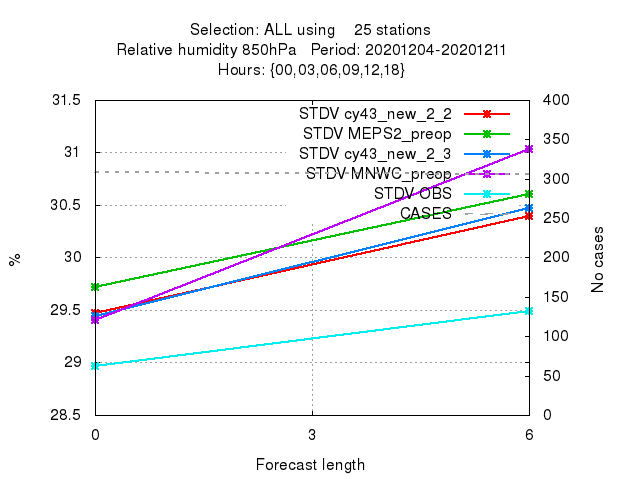 Selection: ALL using    25 stations
Relative humidity 850hPa   Period: 20201204-20201211
Hours: {00,03,06,09,12,18}
31.5
31
30.5
30
29.5
29
28.5
%
400
350
300
250
200
150
100
50
0
No cases
STDV cy43_new_2_2
STDV MEPS2_preop
STDV cy43_new_2_3
STDV MNWC_preop
STDV OBS
CASES
0 3 6
Forecast length